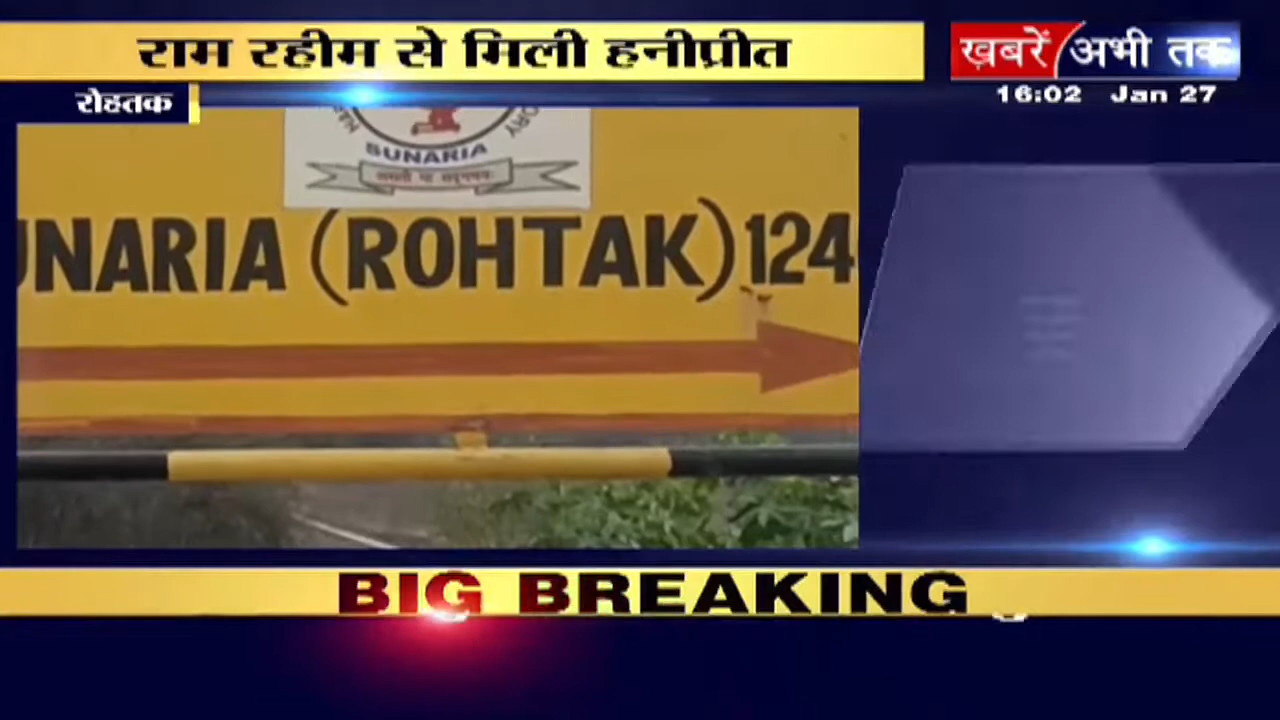 राम रहीम से मिली हनीप्रीत
ख़बरें अभी तक
16:02 Jan 27
रोहतक
SUNARIA
UNARIA (ROHTAK) 124
BIG BREAKING